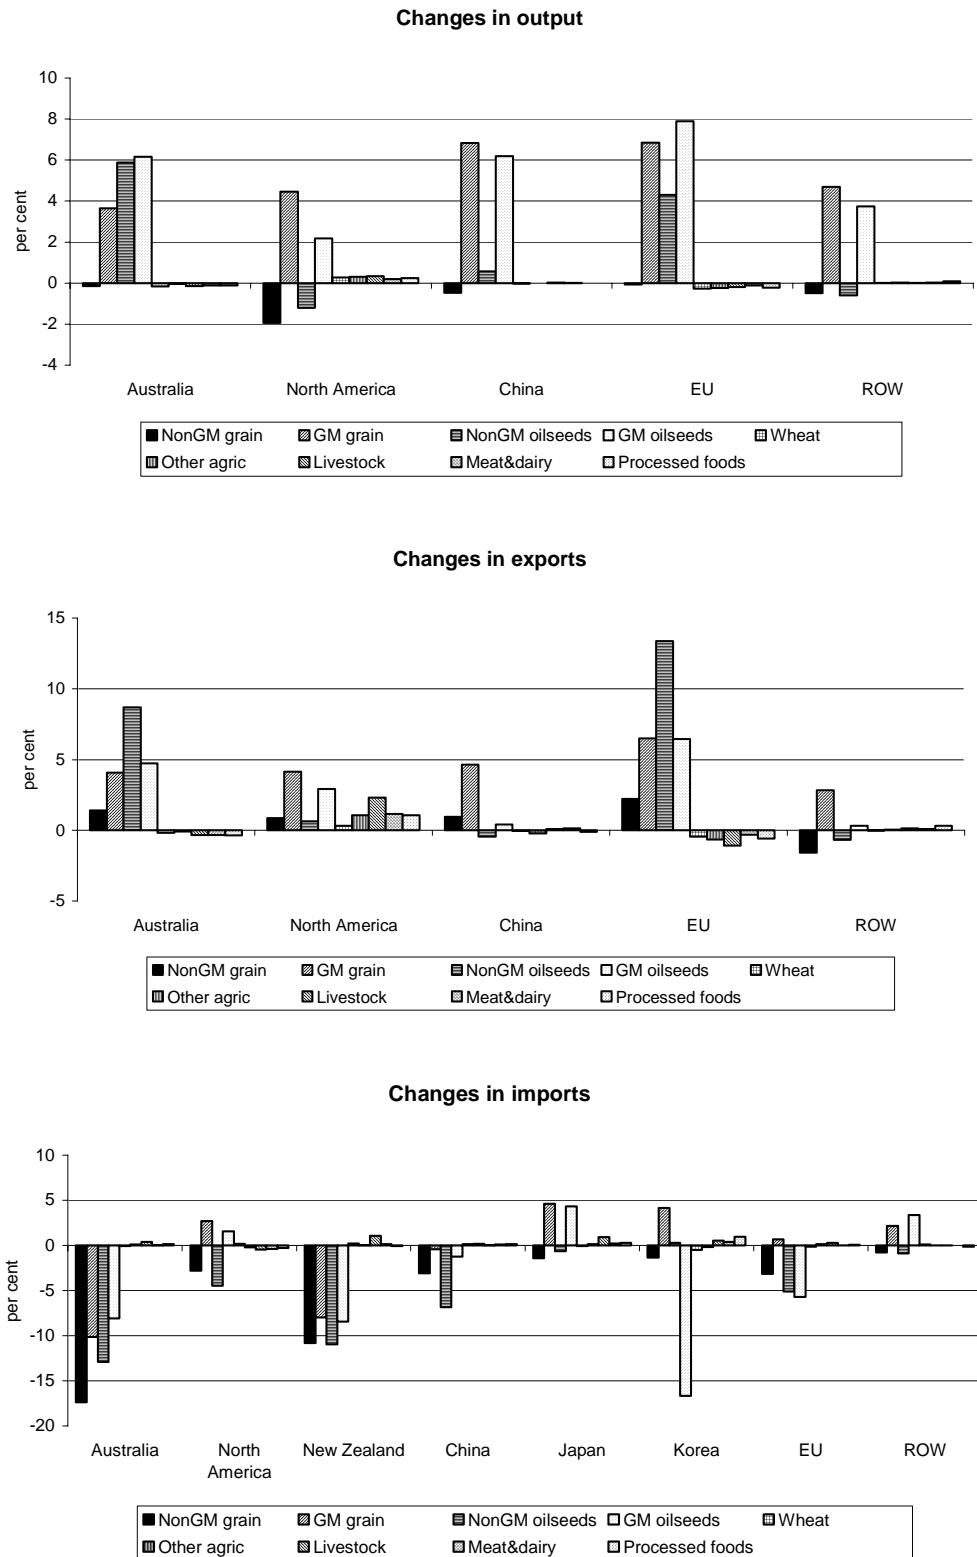 Changes in output
10
8
6
4
2
0
-2
-4
per cent
Australia North America China EU ROW
NonGM grain GM grain NonGM oilseeds GM oilseeds Wheat
Other agric Livestock Meat&dairy Processed foods
Changes in exports
15
10
5
0
-5
per cent
Australia North America China EU ROW
NonGM grain GM grain NonGM oilseeds GM oilseeds Wheat
Other agric Livestock Meat&dairy Processed foods
Changes in imports
10
5
0
-5
-10
-15
-20
per cent
Australia North New Zealand China Japan Korea EU ROW
America
NonGM grain GM grain NonGM oilseeds GM oilseeds Wheat
Other agric Livestock Meat&dairy Processed foods